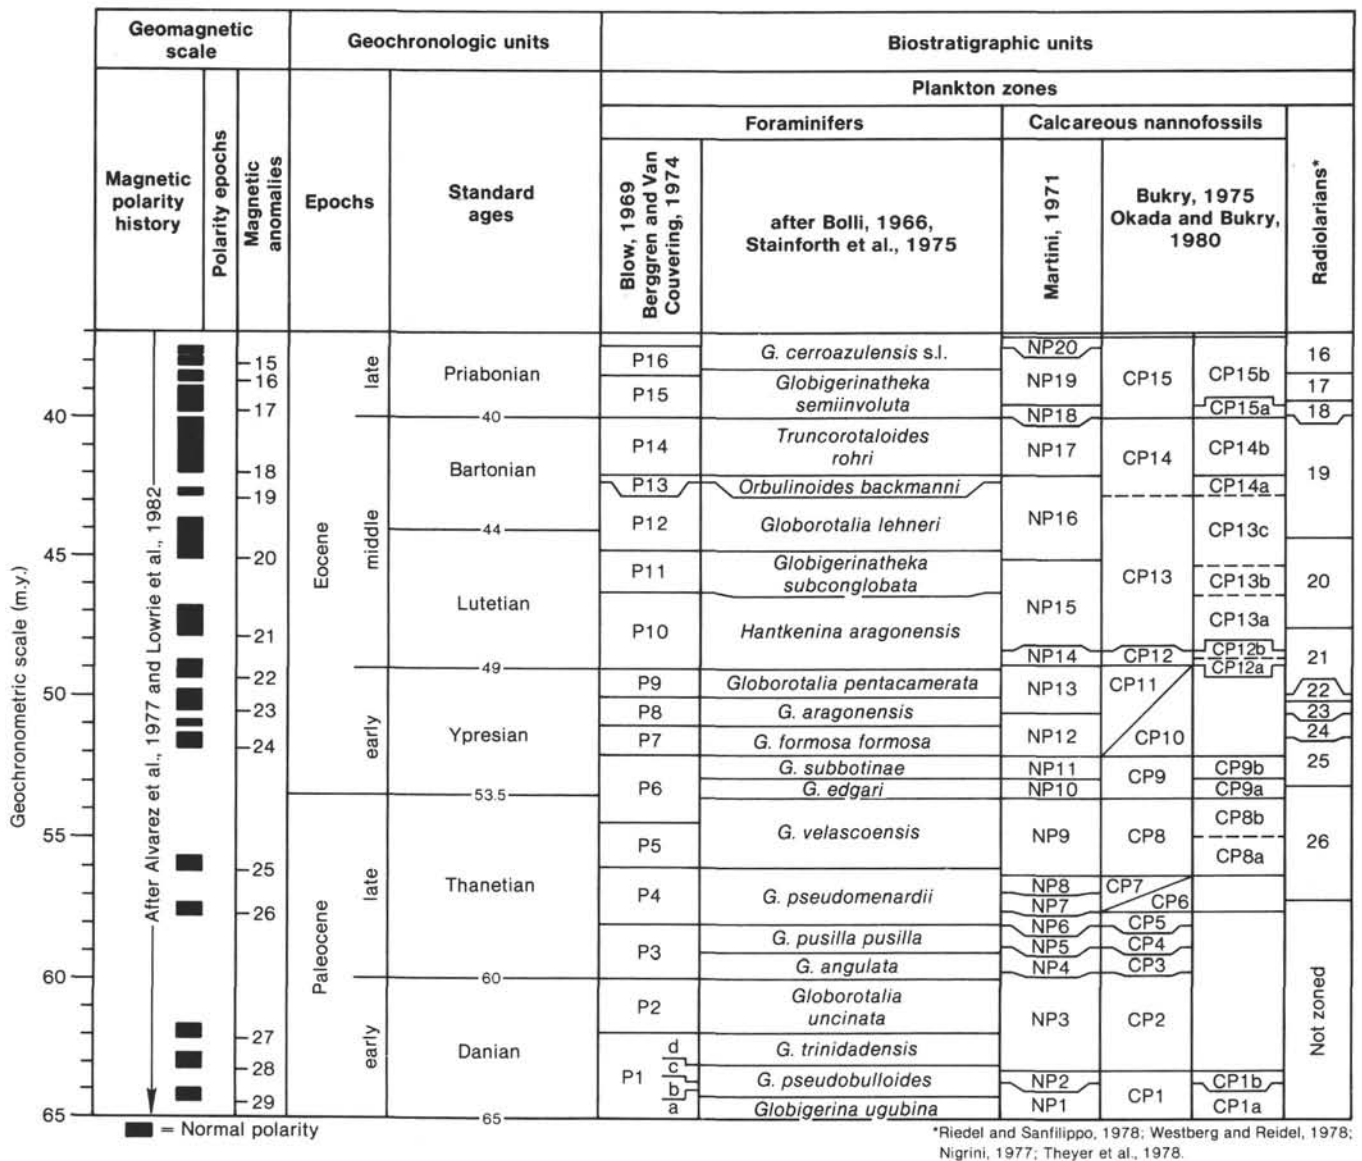 Geomagnetic
scale
Geochronologic units
Biostratigraphic units
Plankton zones
Foraminifers
Calcareous nannofossils
Magnetic
polarity
history
Polarity epochs
Magnetic
anomalies
Epochs
Standard
ages
Blow, 1969
Berggren and Van
Couvering, 1974
after Bolli, 1966,
Stainforth et al., 1975
Martini, 1971
Bukry, 1975
Okada and Bukry,
1980
Radiolarians*
Geochronometric scale (m.y.)
40
45
50
55
60
65
After Alvarez et al., 1977 and Lowrie et al., 1982
15
16
17
18
19
20
21
22
23
24
25
26
27
28
29
Eocene
late
middle
early
Paleocene
late
early
Priabonian
40
Bartonian
44
Lutetian
49
Ypresian
53.5
Thanetian
60
Danian
65
P16
P15
P14
P13
P12
P11
P10
P9
P8
P7
P6
P5
P4
P3
P2
P1
d
c
b
a
G. cerroazulensis s.l.
Globigerinatheka
semiinvoluta
Truncorotaloides
rohri
Orbulinoides backmanni
Globorotalia lehneri
Globigerinatheka
subconglobata
Hantkenina aragonensis
Globorotalia pentacamerata
G. aragonensis
G. formosa formosa
G. subbotinae
G. edgari
G. velascoensis
G. pseudomenardii
G. pusilla pusilla
G. angulata
Globorotalia
uncinata
G. trinidadensis
G. pseudobulloides
Globigerina ugubina
NP20
NP19
NP18
NP17
NP16
NP15
NP14
NP13
NP12
NP11
NP10
NP9
NP8
NP7
NP6
NP5
NP4
NP3
NP2
NP1
CP15
CP14
CP13
CP12
CP11
CP10
CP9
CP8
CP7
CP6
CP5
CP4
CP3
CP2
CP1
CP15b
CP15a
CP14b
CP14a
CP13c
CP13b
CP13a
CP12b
CP12a
CP9b
CP9a
CP8b
CP8a
CP1b
CP1a
16
17
18
19
20
21
22
23
24
25
26
Not zoned
= Normal polarity
*Riedel and Sanfilippo, 1978; Westberg and Reidel, 1978;
Nigrini, 1977; Theyer et al., 1978.